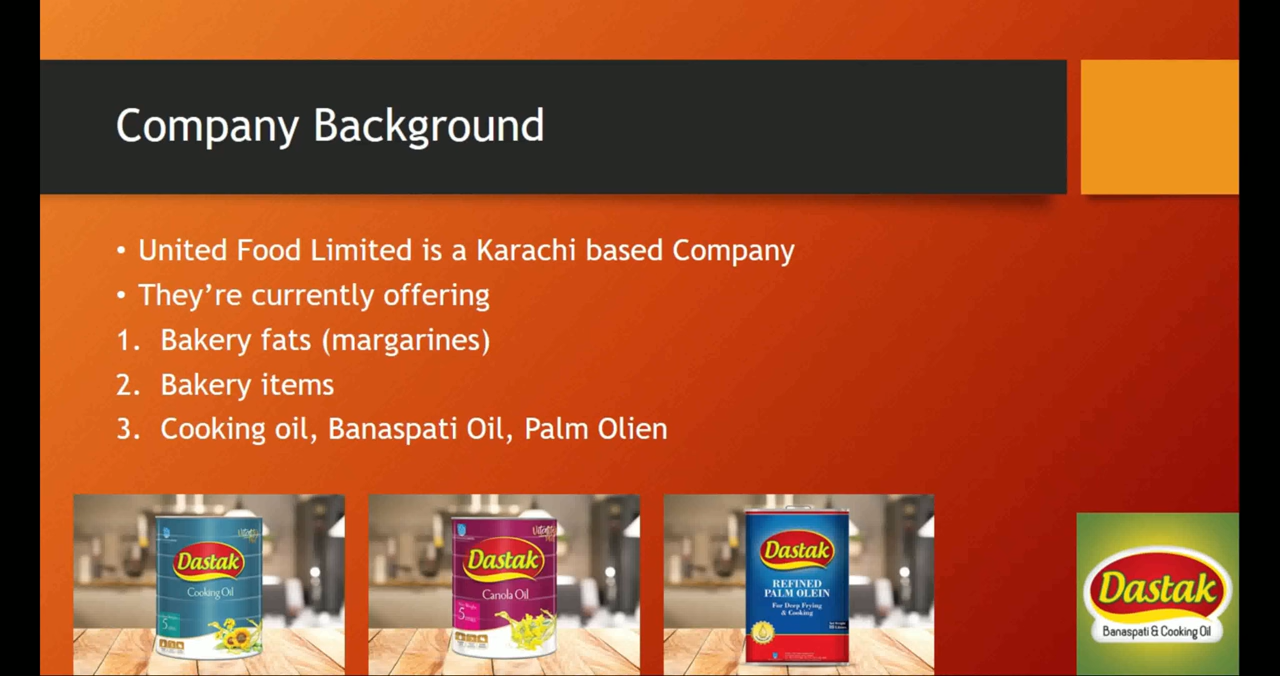 Company Background
• United Food Limited is a Karachi based Company
• They’re currently offering
1. Bakery fats (margarines)
2. Bakery items
3. Cooking oil, Banaspati Oil, Palm Olien
Dastak
Cooking Oil
5
Dastak
Canola Oil
5
Dastak
REFINED
PALM OLEIN
For Deep Frying
& Cooking
Dastak
Banaspati & Cooking Oil